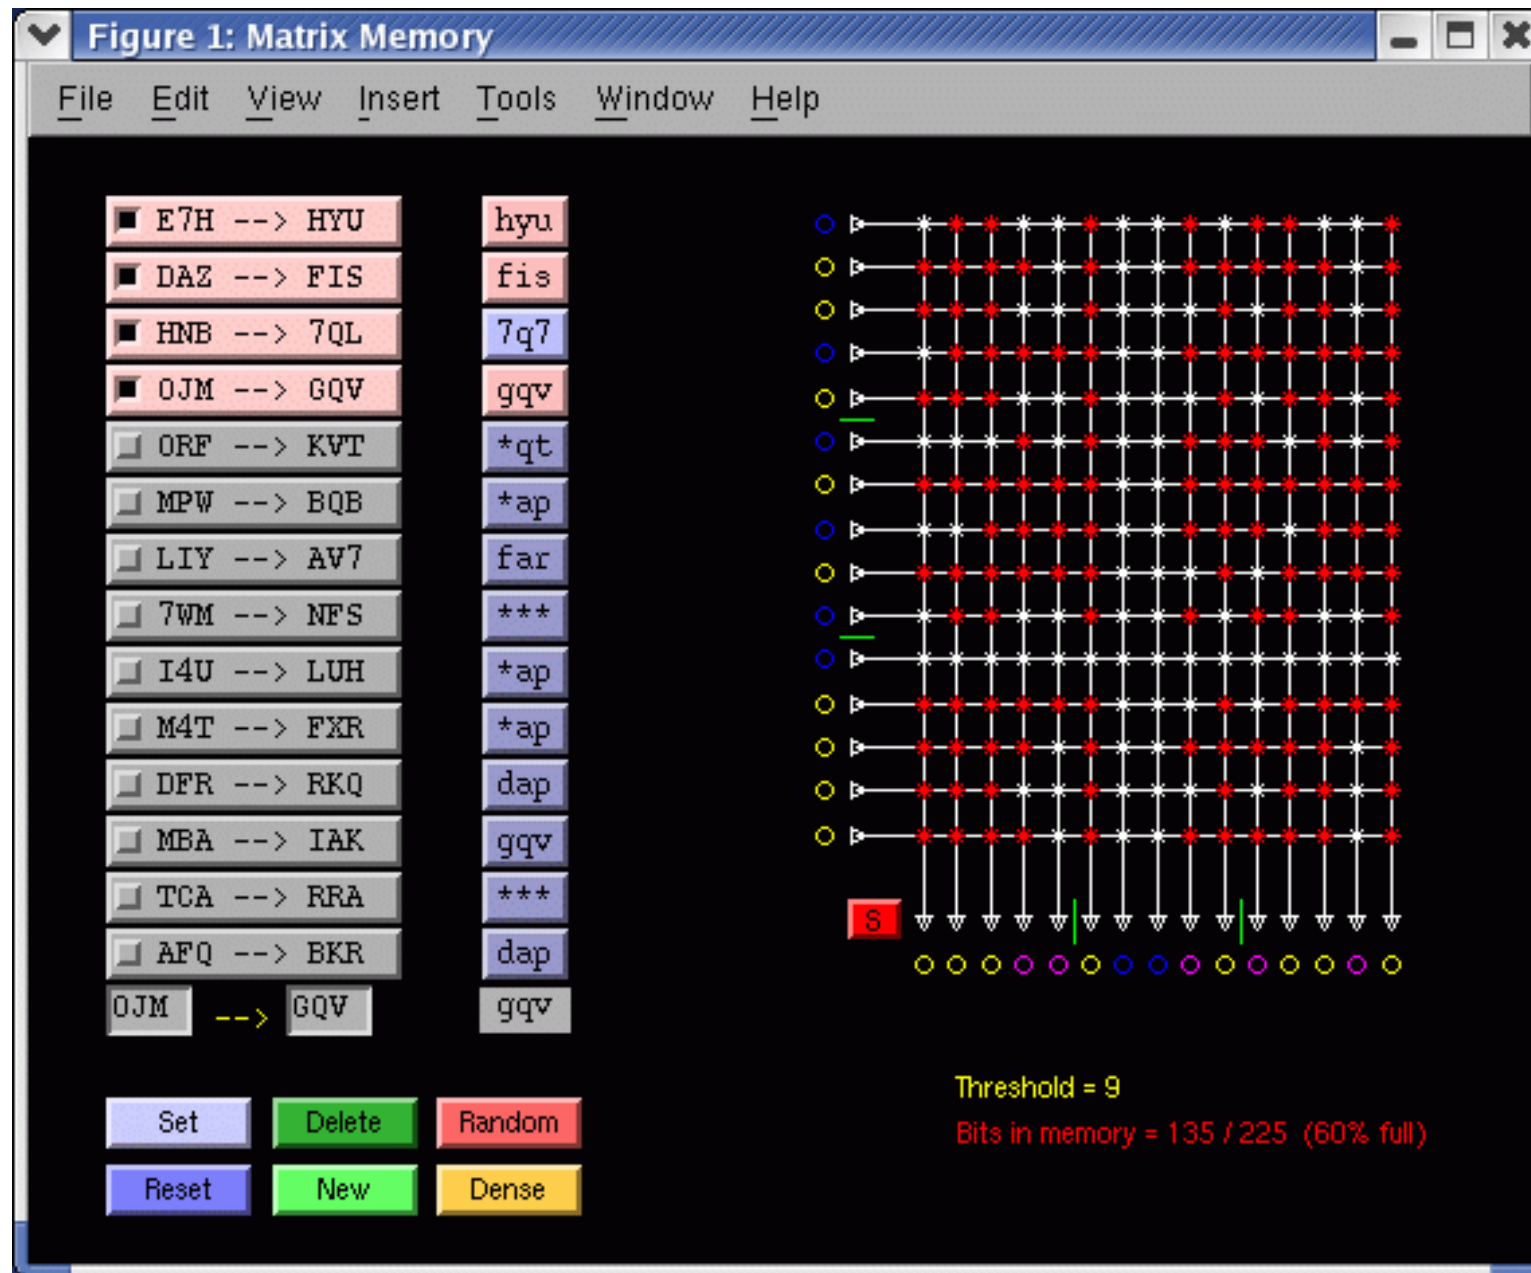 Figure 1: Matrix Memory
File Edit View Insert Tools Window Help
E7H --> HYU hyu
DAZ --> FIS fis
HNB --> 7QL 7q7
OJM --> GQV gqv
ORF --> KVT *qt
MPW --> BQB *ap
LIY --> AV7 far
7WM --> NFS ***
I4U --> LUH *ap
M4T --> FXR *ap
DFR --> RKQ dap
MBA --> IAK gqv
TCA --> RRA ***
AFQ --> BKR dap
OJM --> GQV gqv
S
Threshold = 9
Bits in memory = 135 / 225 (60% full)
Set Delete Random
Reset New Dense